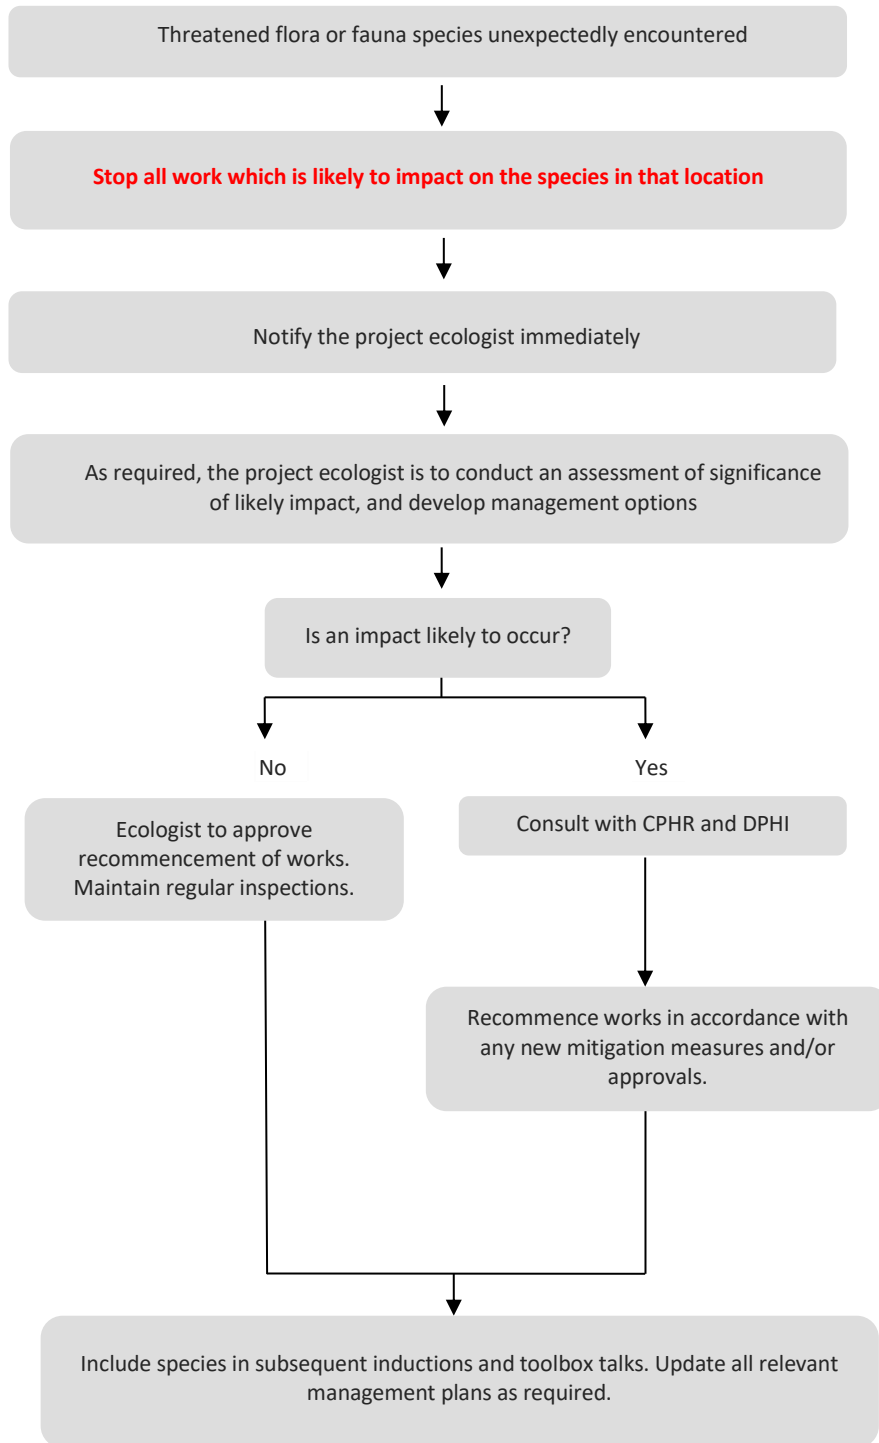 Threatened flora or fauna species unexpectedly encountered
Stop all work which is likely to impact on the species in that location
Notify the project ecologist immediately
As required, the project ecologist is to conduct an assessment of significance
of likely impact, and develop management options
Is an impact likely to occur?
No
Yes
Ecologist to approve
recommencement of works.
Maintain regular inspections.
Consult with CPHR and DPHI
Recommence works in accordance with
any new mitigation measures and/or
approvals.
Include species in subsequent inductions and toolbox talks. Update all relevant
management plans as required.